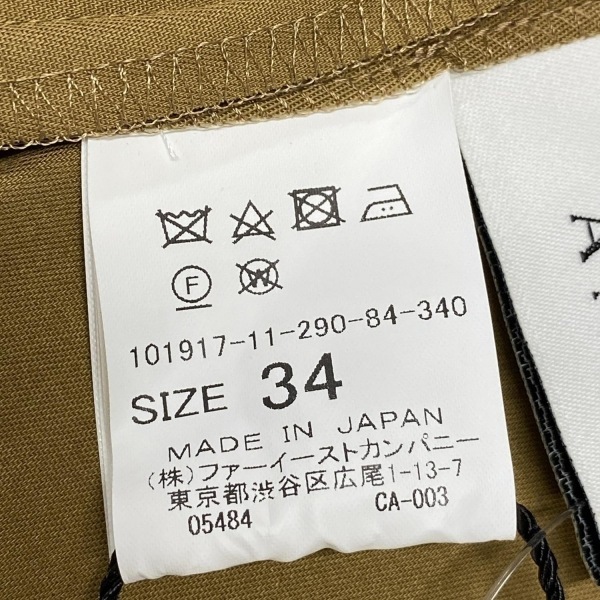 F W
101917-11-290-84-340
SIZE 34
MADE IN JAPAN
(株)ファーイーストカンパニー
東京都渋谷区広尾1-13-7
05484 CA-003
A